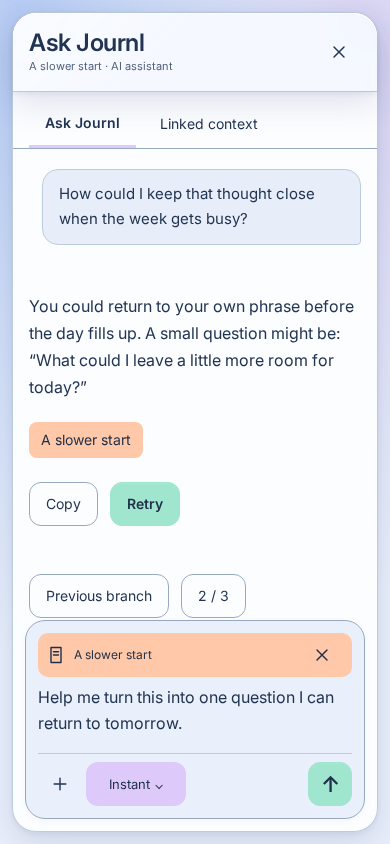 Ask Journl
A slower start · AI assistant
Ask Journl
Linked context
How could I keep that thought close
when the week gets busy?
You could return to your own phrase before
the day fills up. A small question might be:
“What could I leave a little more room for
today?”
A slower start
Copy
Retry
Previous branch
2 / 3
A slower start
Help me turn this into one question I can
return to tomorrow.
Instant